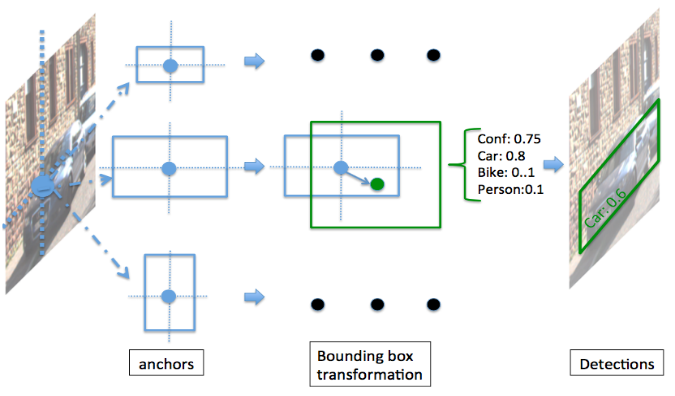 Conf: 0.75
Car: 0.8
Bike: 0..1
Person:0.1
Car: 0.6
anchors
Bounding box
transformation
Detections